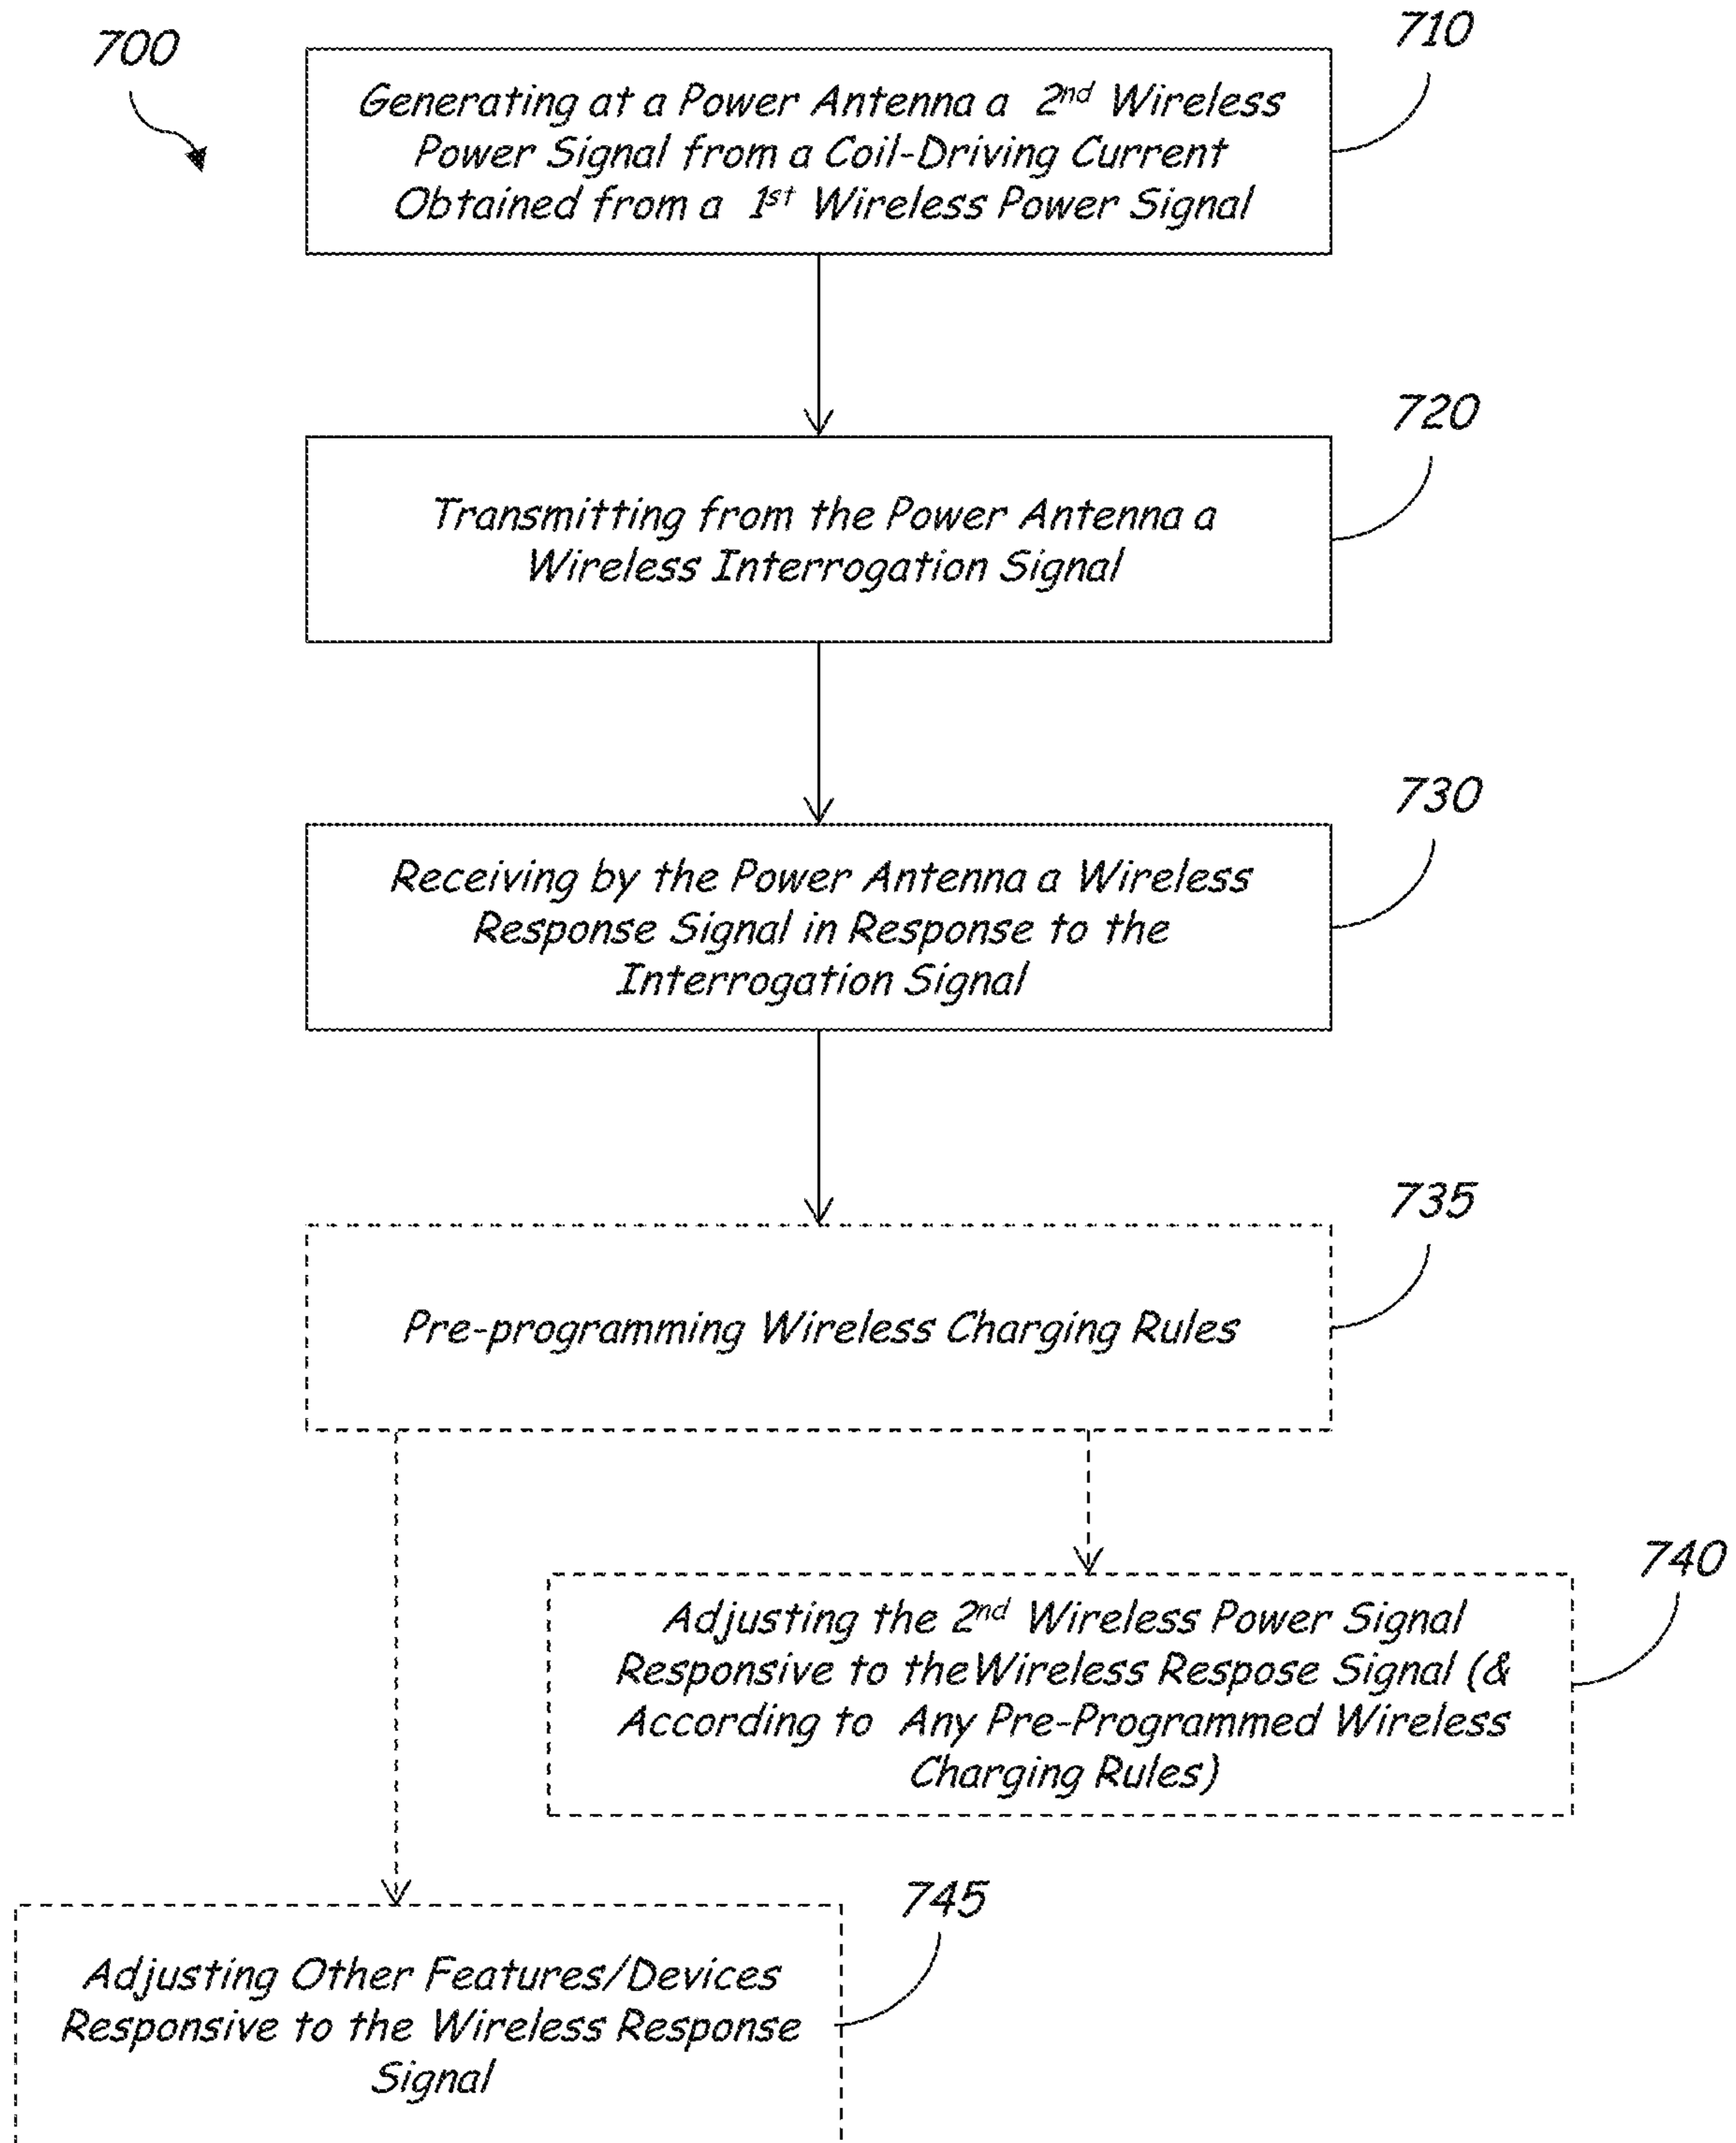 700
710
Generating at a Power Antenna a 2nd Wireless
Power Signal from a Coil-Driving Current
Obtained from a 1st Wireless Power Signal
720
Transmitting from the Power Antenna a
Wireless Interrogation Signal
730
Receiving by the Power Antenna a Wireless
Response Signal in Response to the
Interrogation Signal
735
Pre-programming Wireless Charging Rules
740
Adjusting the 2nd Wireless Power Signal
Responsive to theWireless Respose Signal (&
According to Any Pre-Programmed Wireless
Charging Rules)
745
Adjusting Other Features/Devices
Responsive to the Wireless Response
Signal